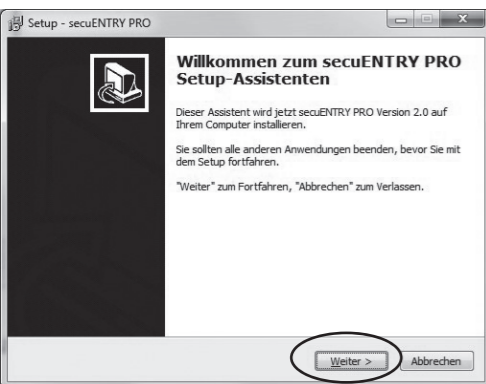 Setup - secuENTRY PRO
Willkommen zum secuENTRY PRO
Setup-Assistenten
Dieser Assistent wird jetzt secuENTRY PRO Version 2.0 auf
Ihrem Computer installieren.
Sie sollten alle anderen Anwendungen beenden, bevor Sie mit
dem Setup fortfahren.
"Weiter" zum Fortfahren, "Abbrechen" zum Verlassen.
Weiter > Abbrechen